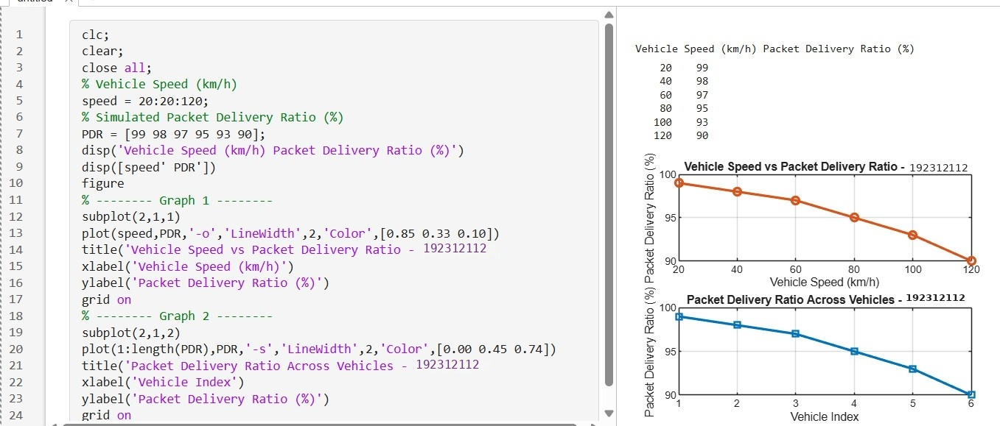 untitled
1 clc;
2 clear;
3 close all;
4 % Vehicle Speed (km/h)
5 speed = 20:20:120;
6 % Simulated Packet Delivery Ratio (%)
7 PDR = [99 98 97 95 93 90];
8 disp('Vehicle Speed (km/h) Packet Delivery Ratio (%)')
9 disp([speed' PDR'])
10 figure
11 % -------- Graph 1 --------
12 subplot(2,1,1)
13 plot(speed,PDR,'-o','LineWidth',2,'Color',[0.85 0.33 0.10])
14 title('Vehicle Speed vs Packet Delivery Ratio - 192312112
15 xlabel('Vehicle Speed (km/h)')
16 ylabel('Packet Delivery Ratio (%)')
17 grid on
18 % -------- Graph 2 --------
19 subplot(2,1,2)
20 plot(1:length(PDR),PDR,'-s','LineWidth',2,'Color',[0.00 0.45 0.74])
21 title('Packet Delivery Ratio Across Vehicles - 192312112
22 xlabel('Vehicle Index')
23 ylabel('Packet Delivery Ratio (%)')
24 grid on
Vehicle Speed (km/h) Packet Delivery Ratio (%)
20 99
40 98
60 97
80 95
100 93
120 90
Vehicle Speed vs Packet Delivery Ratio - 192312112
Packet Delivery Ratio (%)
100
95
90
20 40 60 80 100 120
Vehicle Speed (km/h)
Packet Delivery Ratio Across Vehicles - 192312112
Packet Delivery Ratio (%)
100
95
90
1 2 3 4 5 6
Vehicle Index